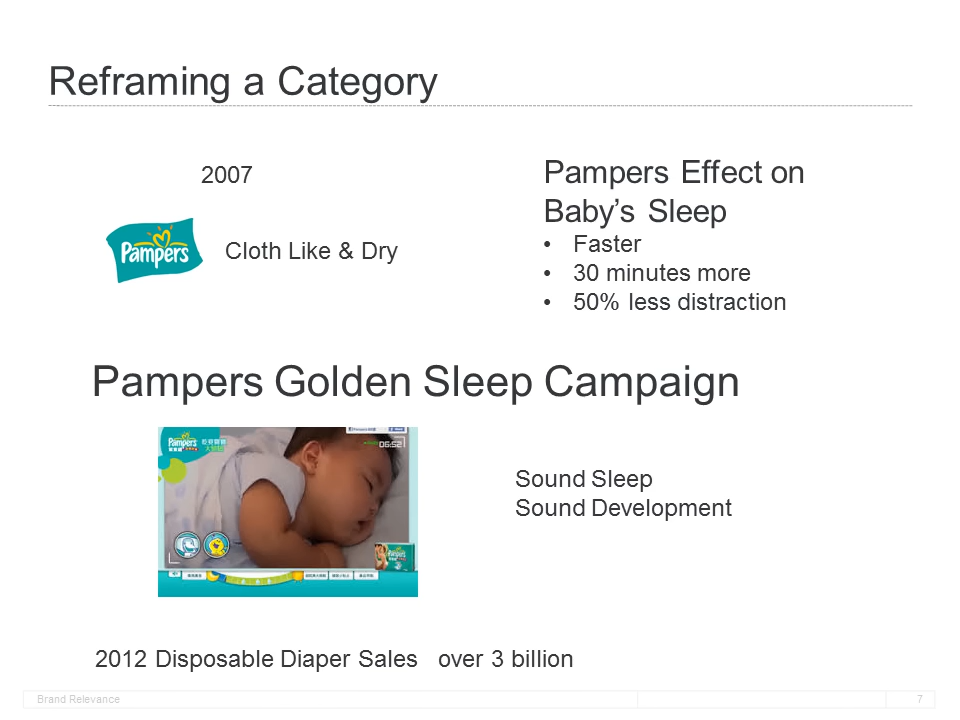 Reframing a Category
2007
Pampers
Cloth Like & Dry
Pampers Effect on
Baby’s Sleep
• Faster
• 30 minutes more
• 50% less distraction
Pampers Golden Sleep Campaign
Pampers
06:52
Pampers
Sound Sleep
Sound Development
2012 Disposable Diaper Sales over 3 billion
Brand Relevance
7